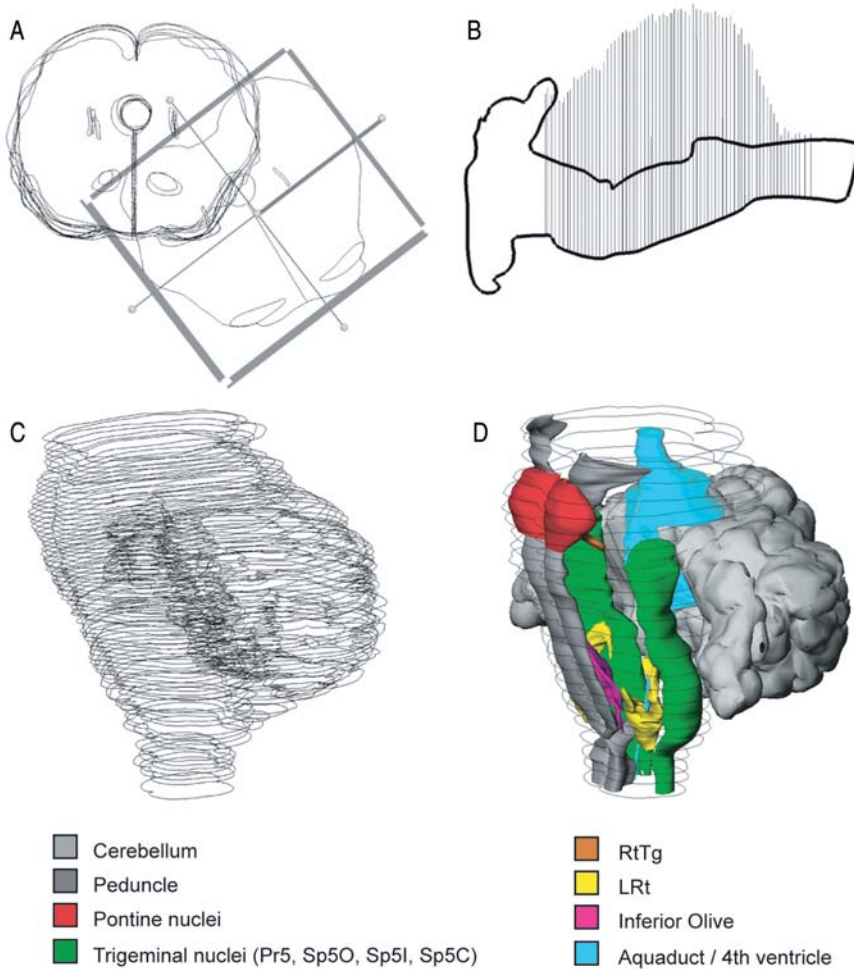 A
B
C
D
Cerebellum
Peduncle
Pontine nuclei
Trigeminal nuclei (Pr5, Sp5O, Sp5I, Sp5C)
RtTg
LRt
Inferior Olive
Aquaduct / 4th ventricle